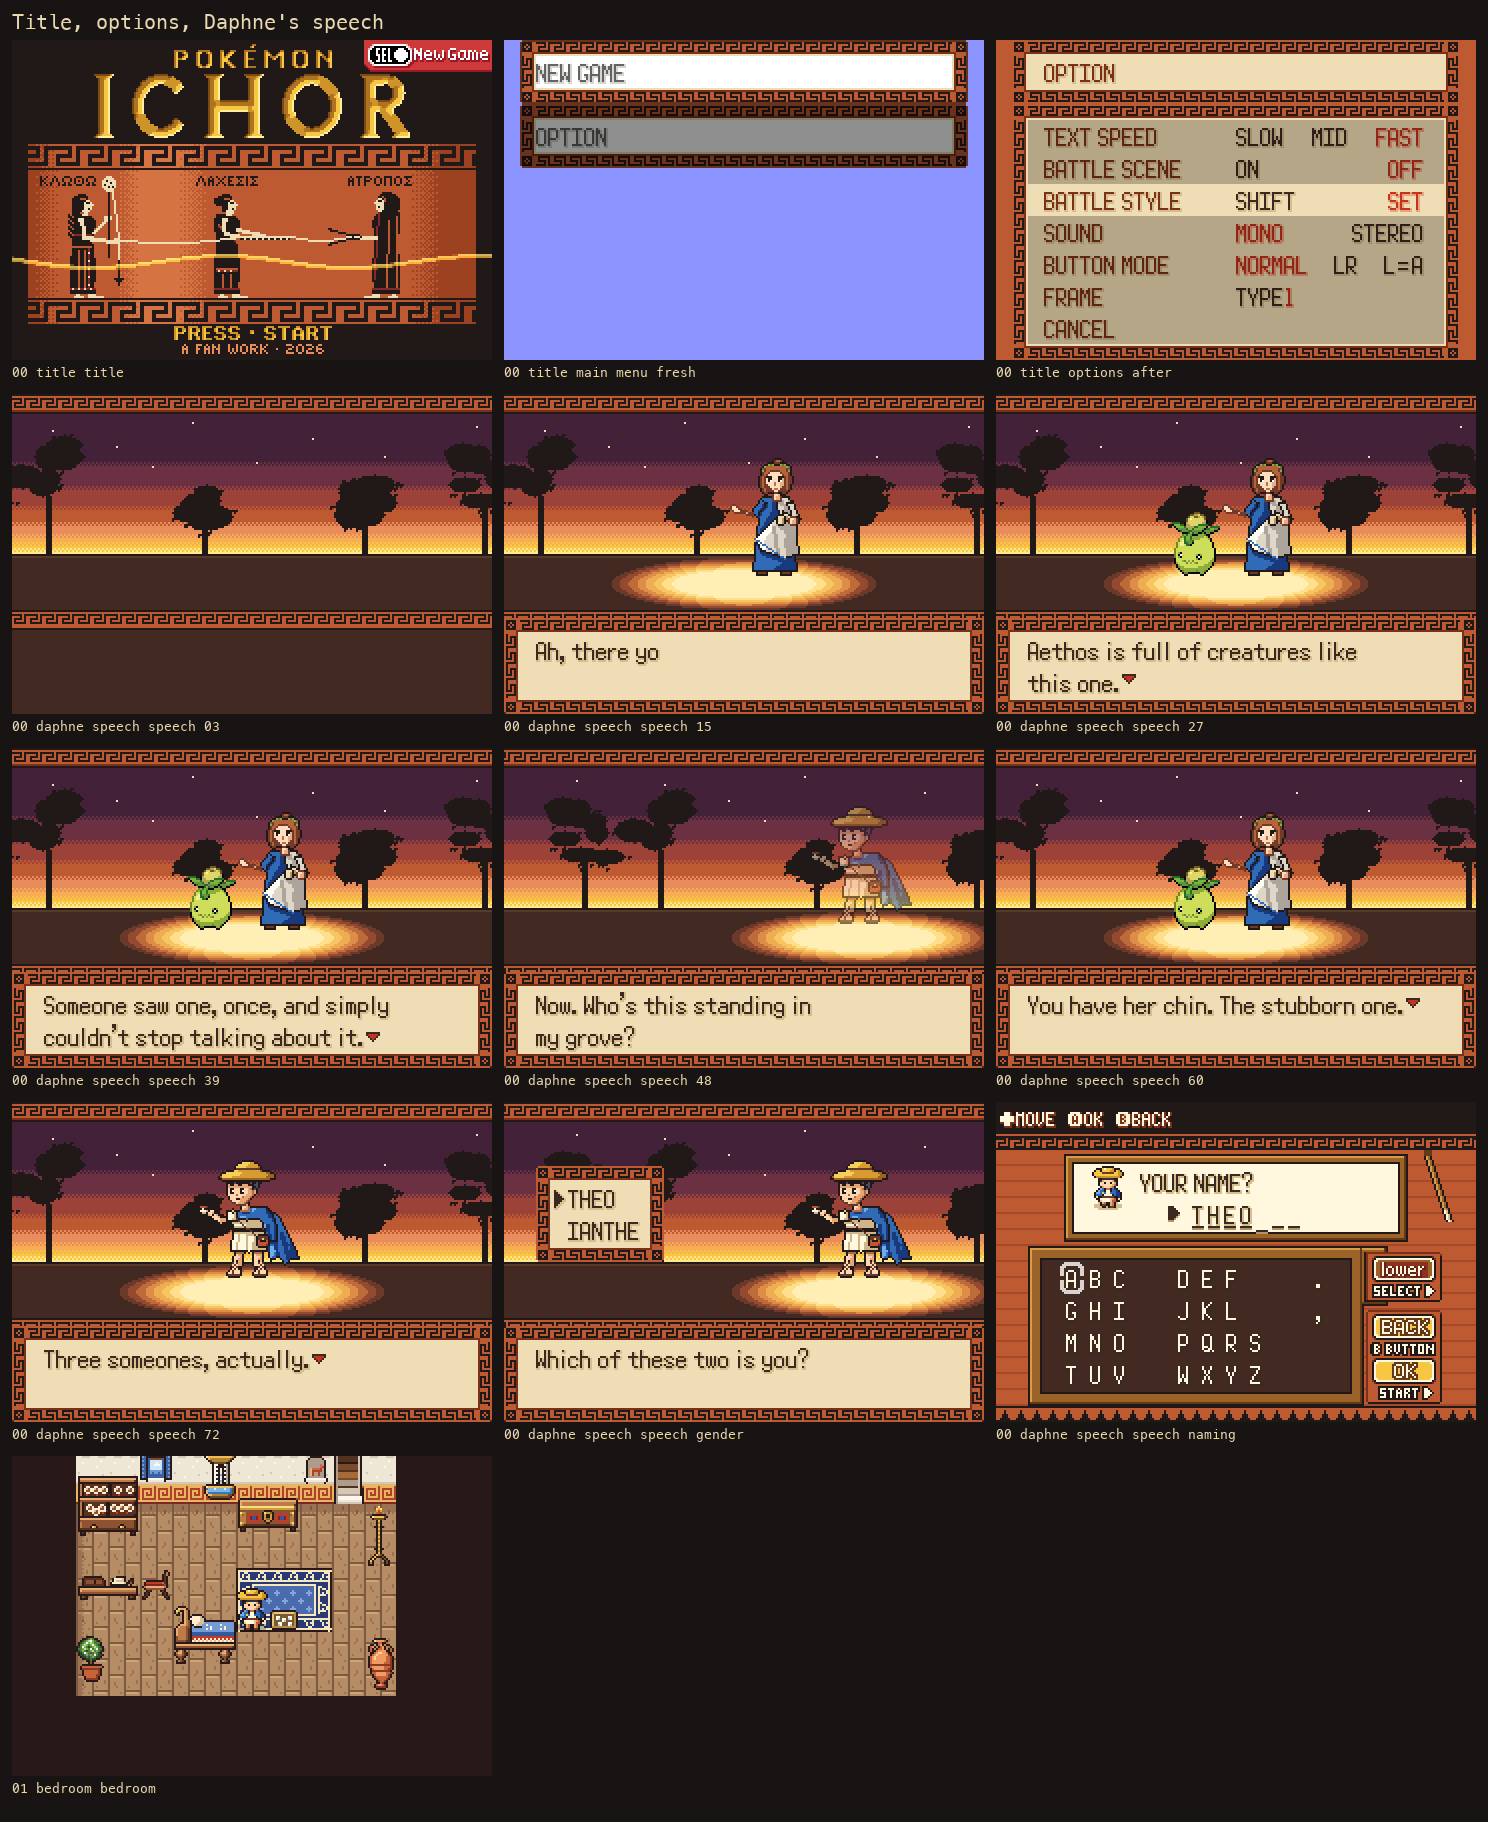 Title, options, Daphne's speech
POKÉMON
SEL New Game
ICHOR
ΚΛΩΘΩ ΛΑΧΕΣΙΣ ΑΤΡΟΠΟΣ
PRESS · START
A FAN WORK · 2026
NEW GAME
OPTION
OPTION
TEXT SPEED SLOW MID FAST
BATTLE SCENE ON OFF
BATTLE STYLE SHIFT SET
SOUND MONO STEREO
BUTTON MODE NORMAL LR L=A
FRAME TYPE1
CANCEL
00 title title
00 title main menu fresh
00 title options after
Ah, there yo
Aethos is full of creatures like
this one.
00 daphne speech speech 03
00 daphne speech speech 15
00 daphne speech speech 27
Someone saw one, once, and simply
couldn't stop talking about it.
Now. Who's this standing in
my grove?
You have her chin. The stubborn one.
00 daphne speech speech 39
00 daphne speech speech 48
00 daphne speech speech 60
Three someones, actually.
THEO
IANTHE
Which of these two is you?
MOVE A OK B BACK
YOUR NAME?
THEO_ _ _
A B C D E F .
G H I J K L ,
M N O P Q R S
T U V W X Y Z
lower
SELECT
BACK
B BUTTON
OK
START
00 daphne speech speech 72
00 daphne speech speech gender
00 daphne speech speech naming
01 bedroom bedroom